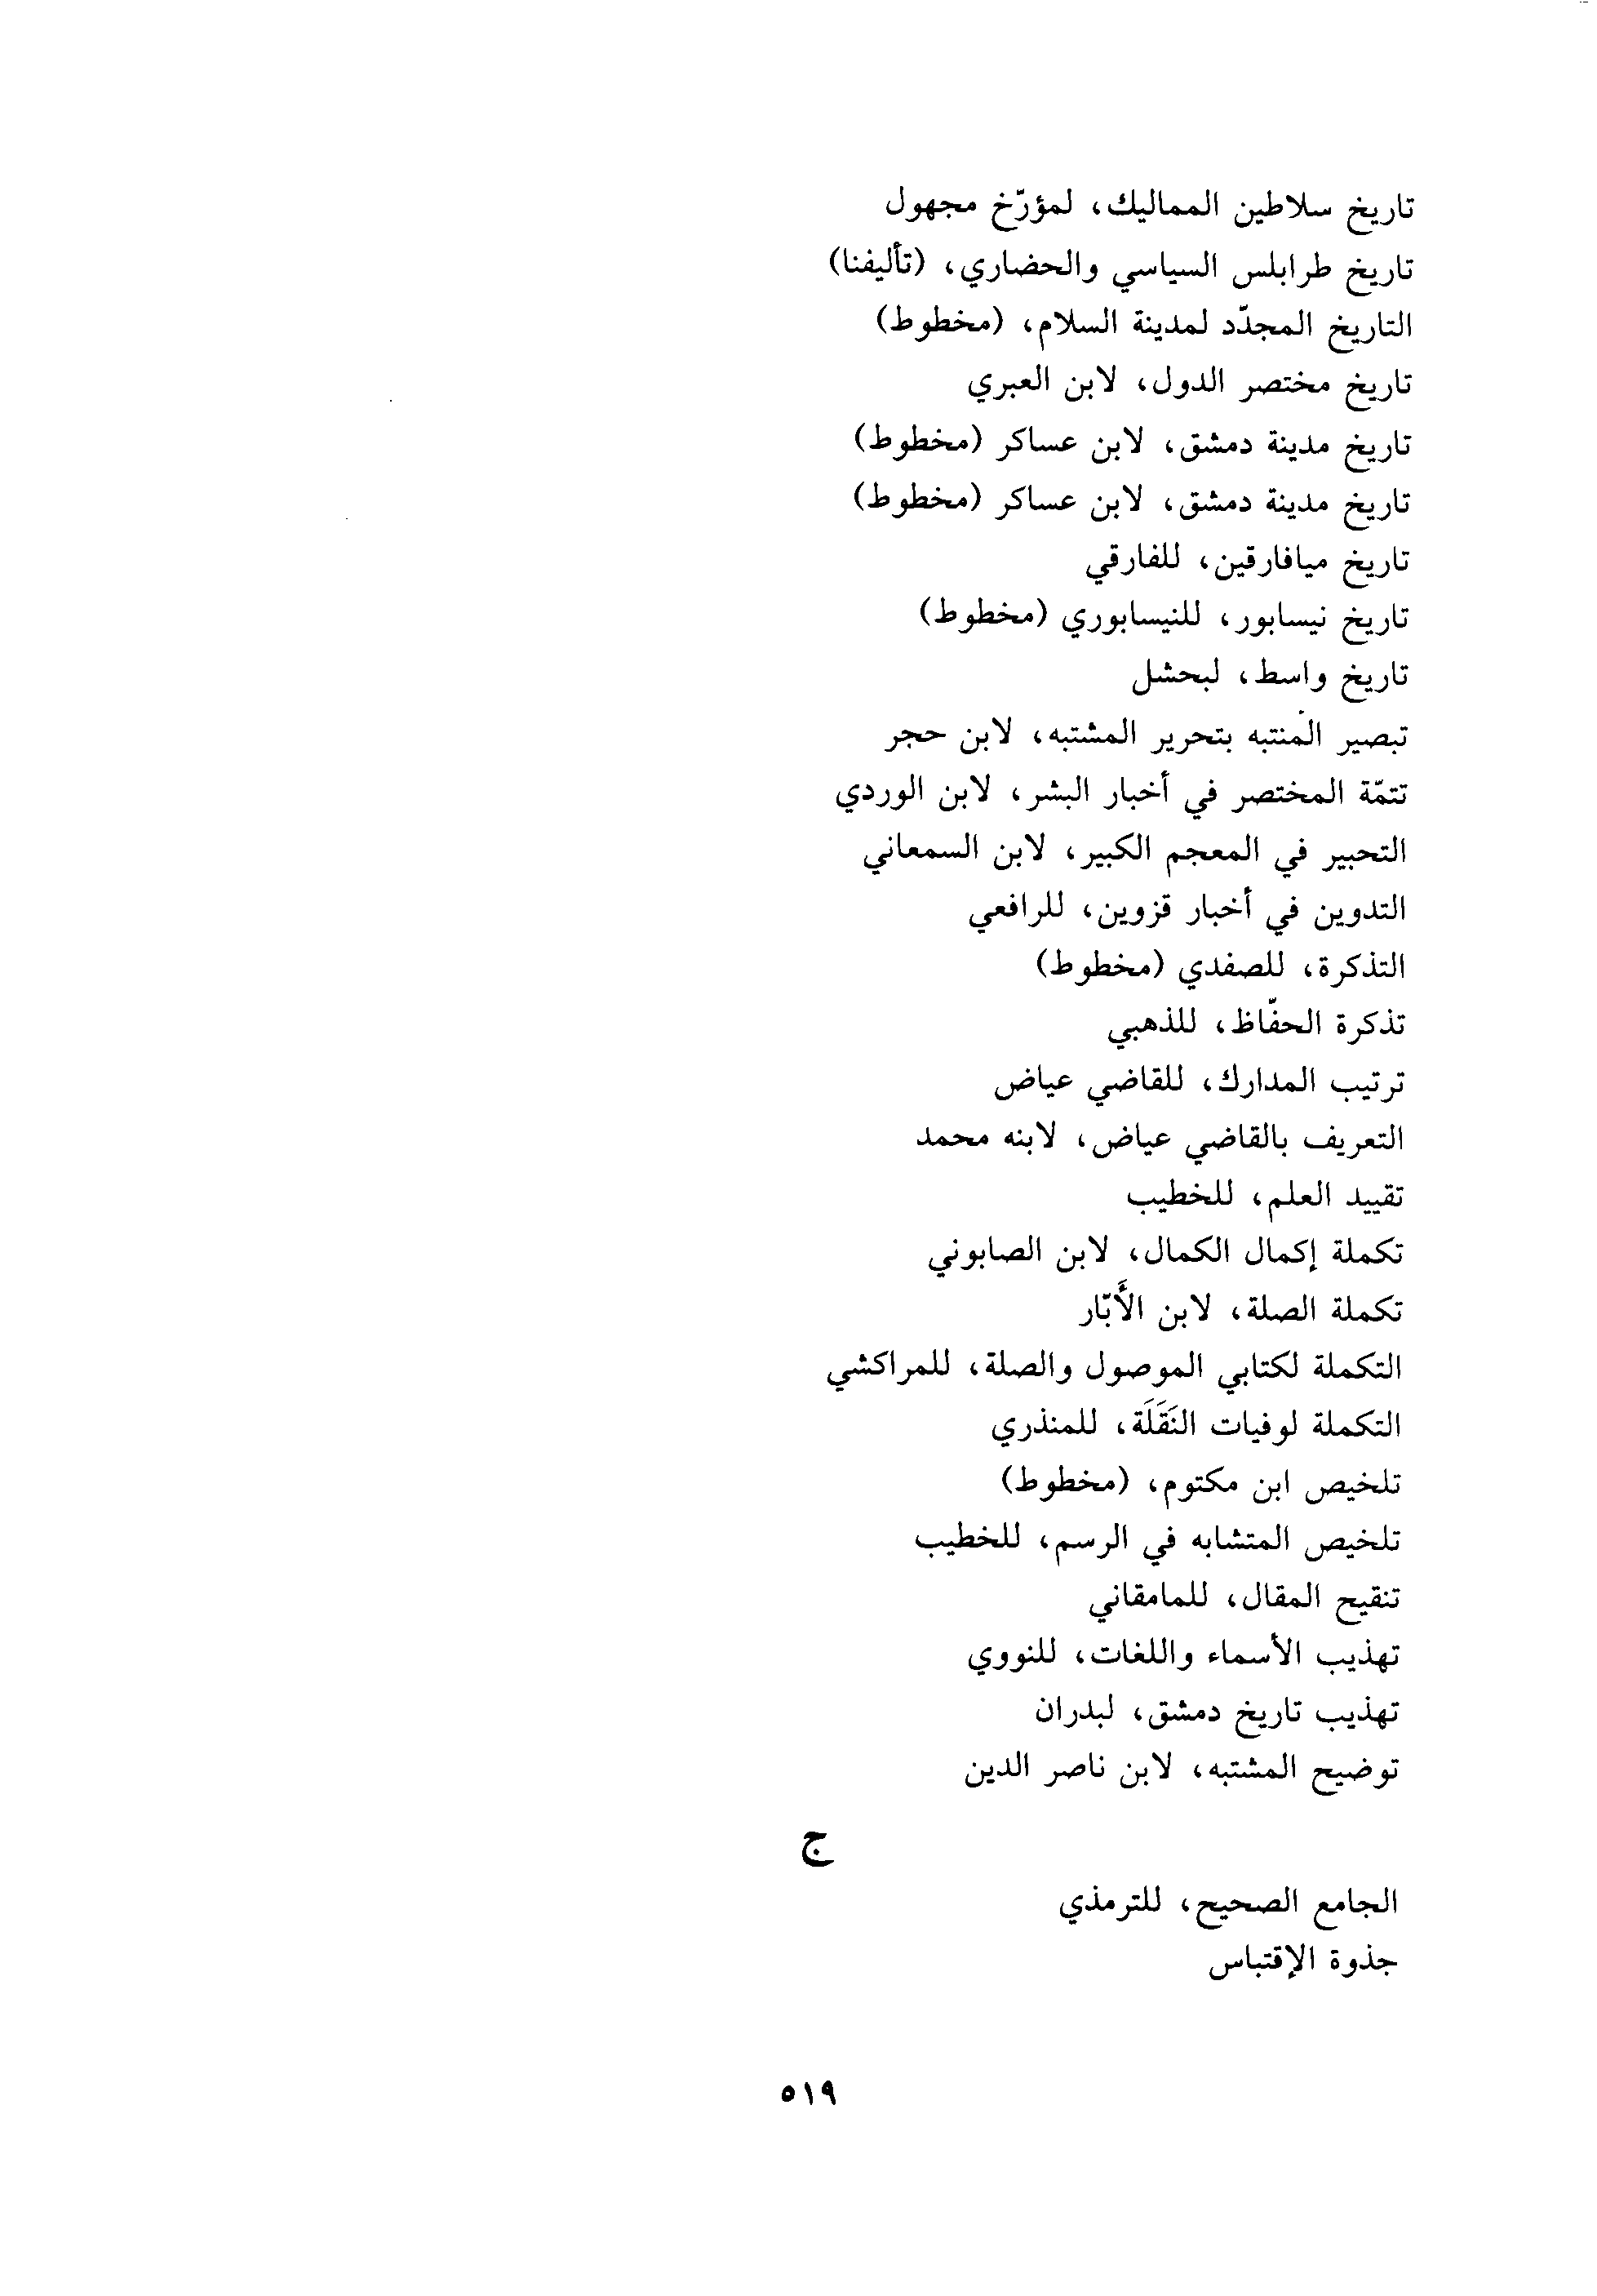 تاريخ سلاطين المماليك، لمؤرّخ مجهول
تاريخ طرابلس السياسي والحضاري، (تأليفنا)
التاريخ المجدّد لمدينة السلام، (مخطوط)
تاريخ مختصر الدول، لابن العبري
تاريخ مدينة دمشق، لابن عساكر (مخطوط)
تاريخ مدينة دمشق، لابن عساكر (مخطوط)
تاريخ ميافارقين، للفارقي
تاريخ نيسابور، للنيسابوري (مخطوط)
تاريخ واسط، لبحشل
تبصير المنتبه بتحرير المشتبه، لابن حجر
تتمّة المختصر في أخبار البشر، لابن الوردي
التحبير في المعجم الكبير، لابن السمعاني
التدوين في أخبار قزوين، للرافعي
التذكرة، للصفدي (مخطوط)
تذكرة الحفّاظ، للذهبي
ترتيب المدارك، للقاضي عياض
التعريف بالقاضي عياض، لابنه محمد
تقييد العلم، للخطيب
تكملة إكمال الكمال، لابن الصابوني
تكملة الصلة، لابن الأَبّار
التكملة لكتابي الموصول والصلة، للمراكشي
التكملة لوفيات النَقَلَة، للمنذري
تلخيص ابن مكتوم، (مخطوط)
تلخيص المتشابه في الرسم، للخطيب
تنقيح المقال، للمامقاني
تهذيب الأسماء واللغات، للنووي
تهذيب تاريخ دمشق، لبدران
توضيح المشتبه، لابن ناصر الدين
ج
الجامع الصحيح، للترمذي
جذوة الإقتباس
٥١٩